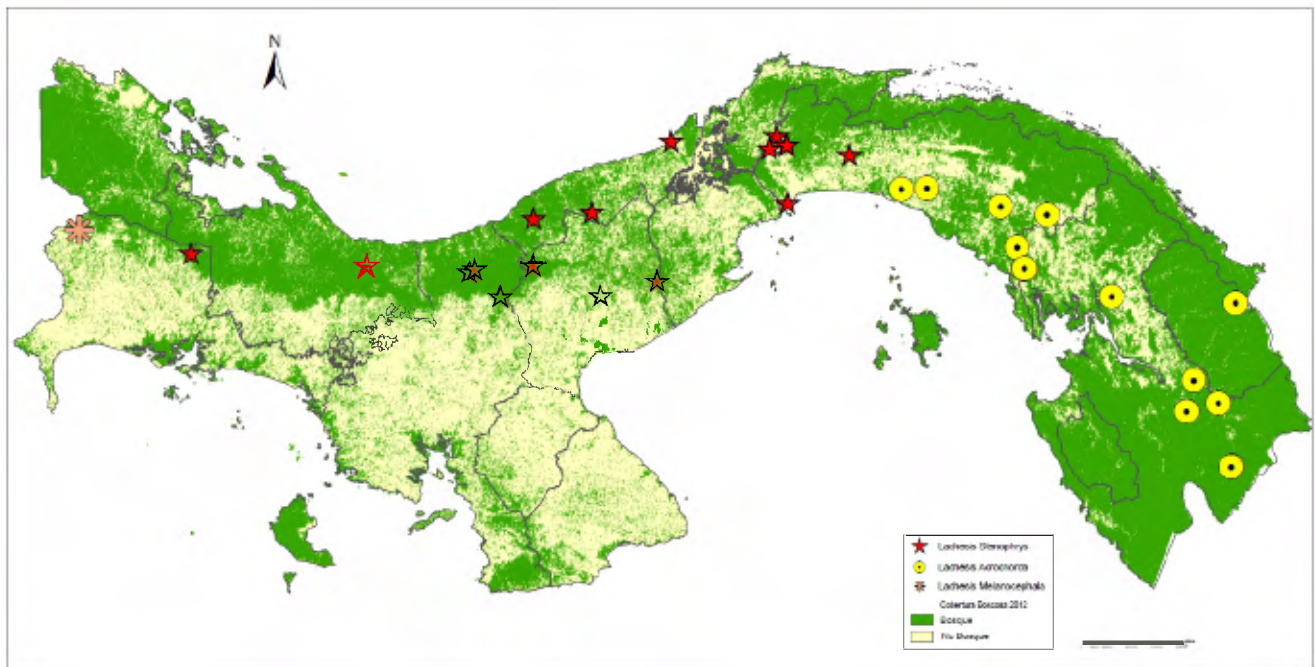 N
Lachesis Stenophrys
Lachesis Acrochorda
Lachesis Melanocephala
Cobertura Boscosa 2012
Bosque
No Bosque